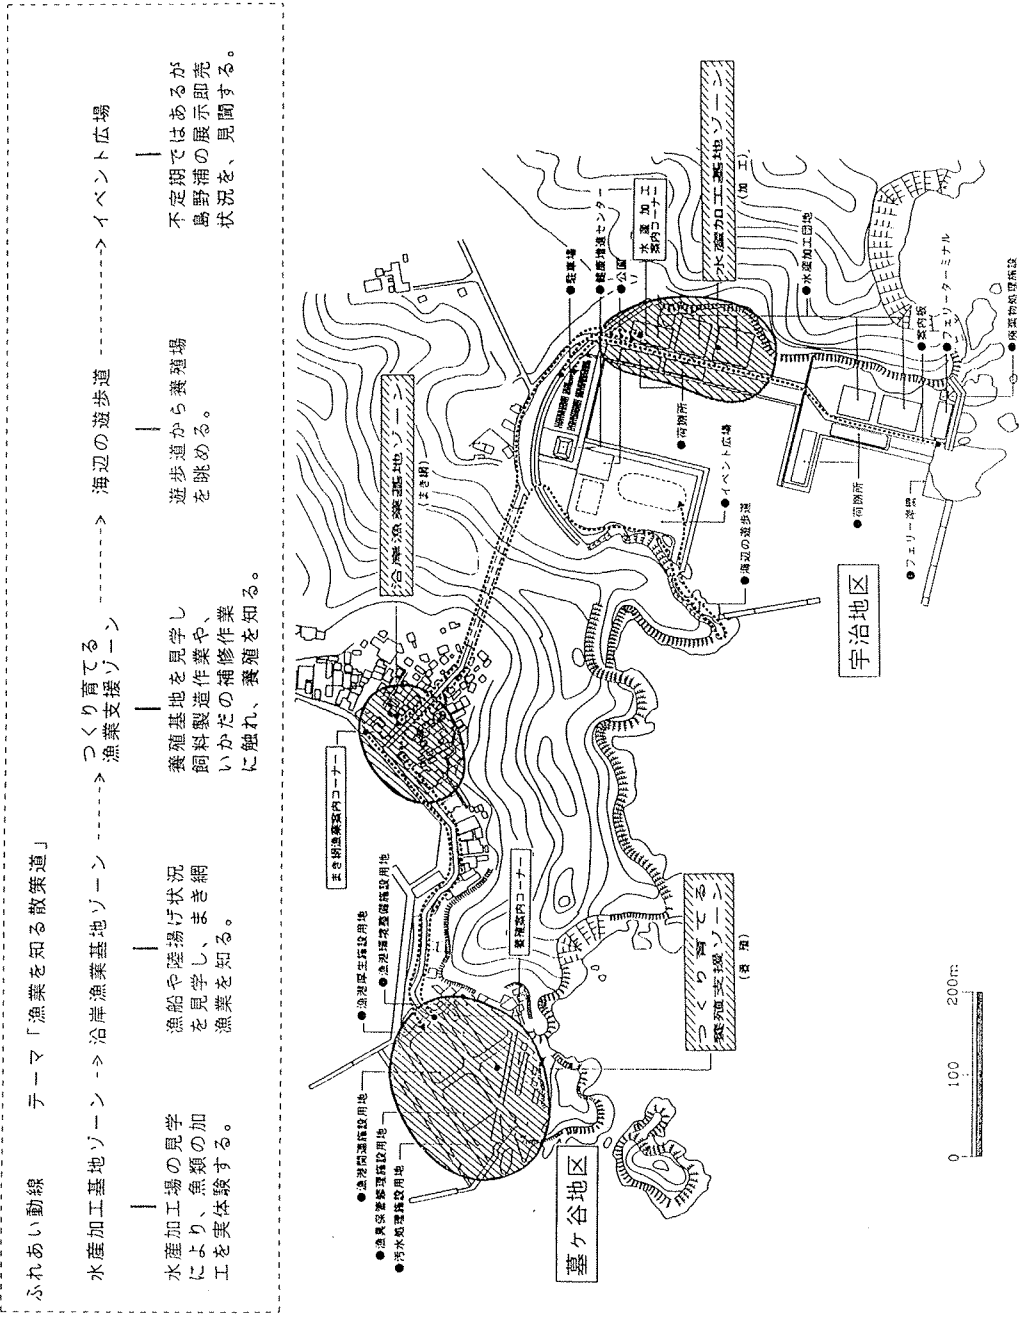 ふれあい動線　テーマ「漁業を知る散策道」
水産加工基地ゾーン --> 沿岸漁業基地ゾーン -----> つくり育てる漁業支援ゾーン -------> 海辺の遊歩道 ----------> イベント広場
水産加工場の見学
により、魚類の加
工を実体験する。
漁船や陸揚げ状況
を見学し、まき網
漁業を知る。
養殖基地を見学し
飼料製造作業や、
いかだの補修作業
に触れ、養殖を知る。
遊歩道から養殖場
を眺める。
不定期ではあるが
島野浦の展示即売
状況を、見聞する。
まき網漁業案内コーナー
沿岸漁業基地ゾーン
(まき網)
●漁港厚生施設用地
●漁港環境整備施設用地
●漁港関連施設用地
●漁具保管修理施設用地
●汚水処理施設用地
養殖案内コーナー
墓ヶ谷地区
つくり育てる
養殖支援ゾーン
(養殖)
●駐車場
●健康増進センター
●公園
水産加工
案内コーナー
水産加工基地ゾーン
(加工)
●水産加工団地
●荷捌所
●イベント広場
●海辺の遊歩道
●荷捌所
●フェリー岸壁
●案内板
●フェリーターミナル
●廃棄物処理施設
宇治地区
0　100　200m